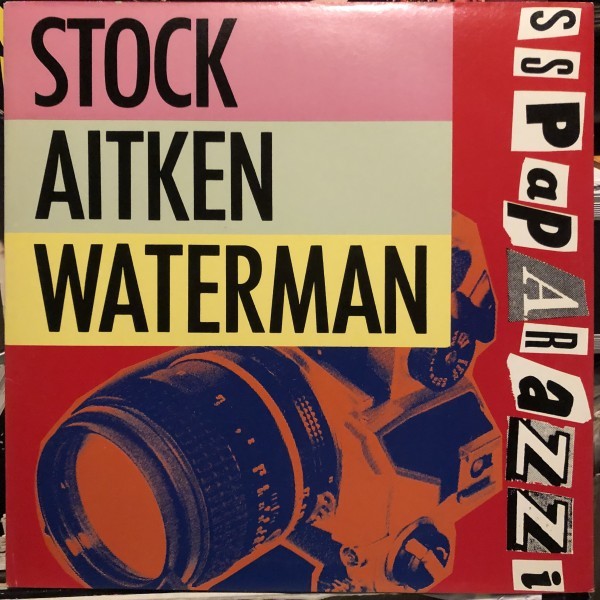 STOCK
AITKEN
WATERMAN
SS PapARaZZi